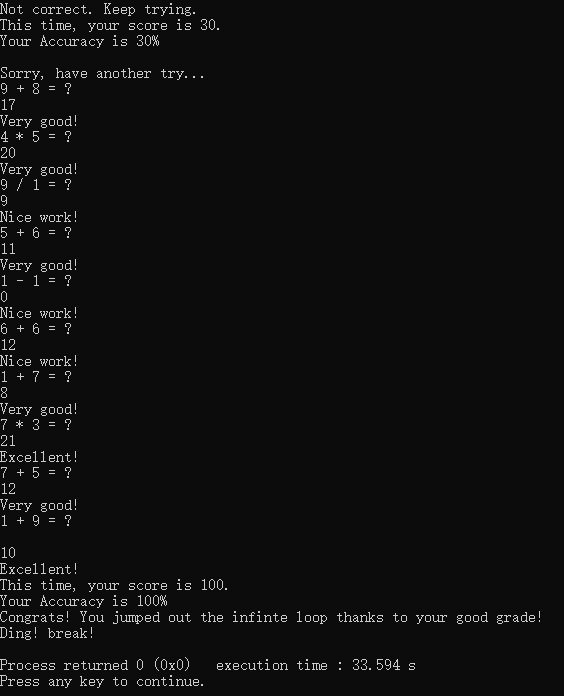 Not correct. Keep trying.
This time, your score is 30.
Your Accuracy is 30%
Sorry, have another try...
9 + 8 = ?
17
Very good!
4 * 5 = ?
20
Very good!
9 / 1 = ?
9
Nice work!
5 + 6 = ?
11
Very good!
1 - 1 = ?
0
Nice work!
6 + 6 = ?
12
Nice work!
1 + 7 = ?
8
Very good!
7 * 3 = ?
21
Excellent!
7 + 5 = ?
12
Very good!
1 + 9 = ?
10
Excellent!
This time, your score is 100.
Your Accuracy is 100%
Congrats! You jumped out the infinte loop thanks to your good grade!
Ding! break!
Process returned 0 (0x0)   execution time : 33.594 s
Press any key to continue.